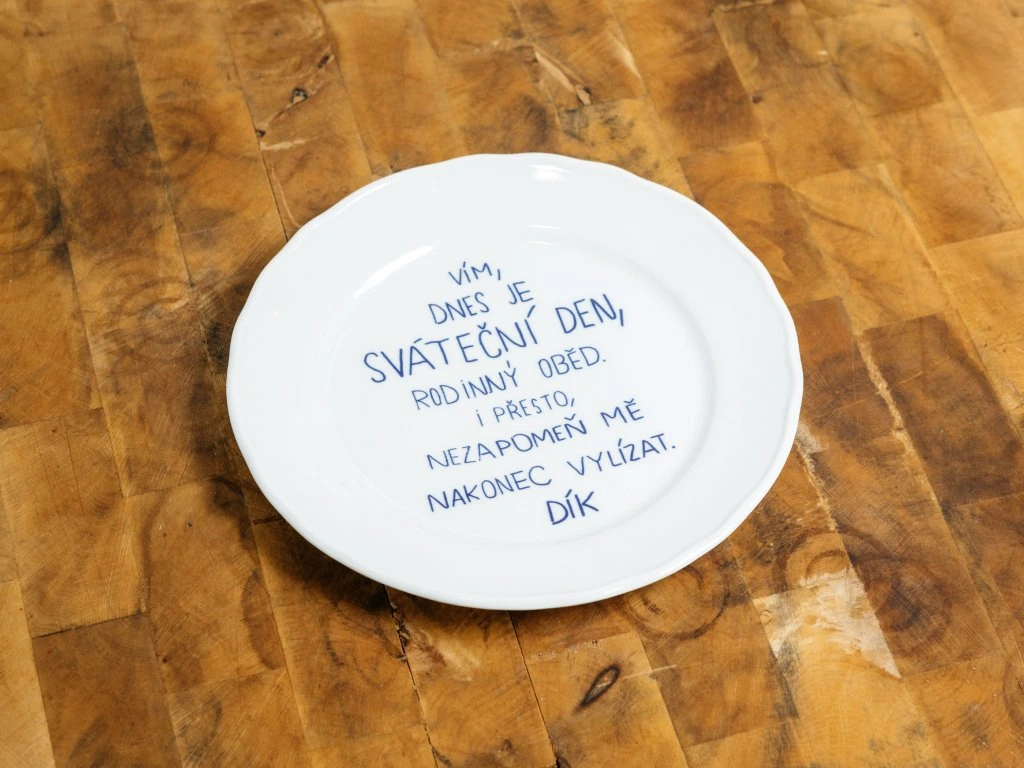 VÍM,
DNES JE
SVÁTEČNÍ DEN,
RODiNNÝ OBĚD.
i PŘESTO,
NEZAPOMEŇ MĚ
NAKONEC VYLÍZAT.
DÍK